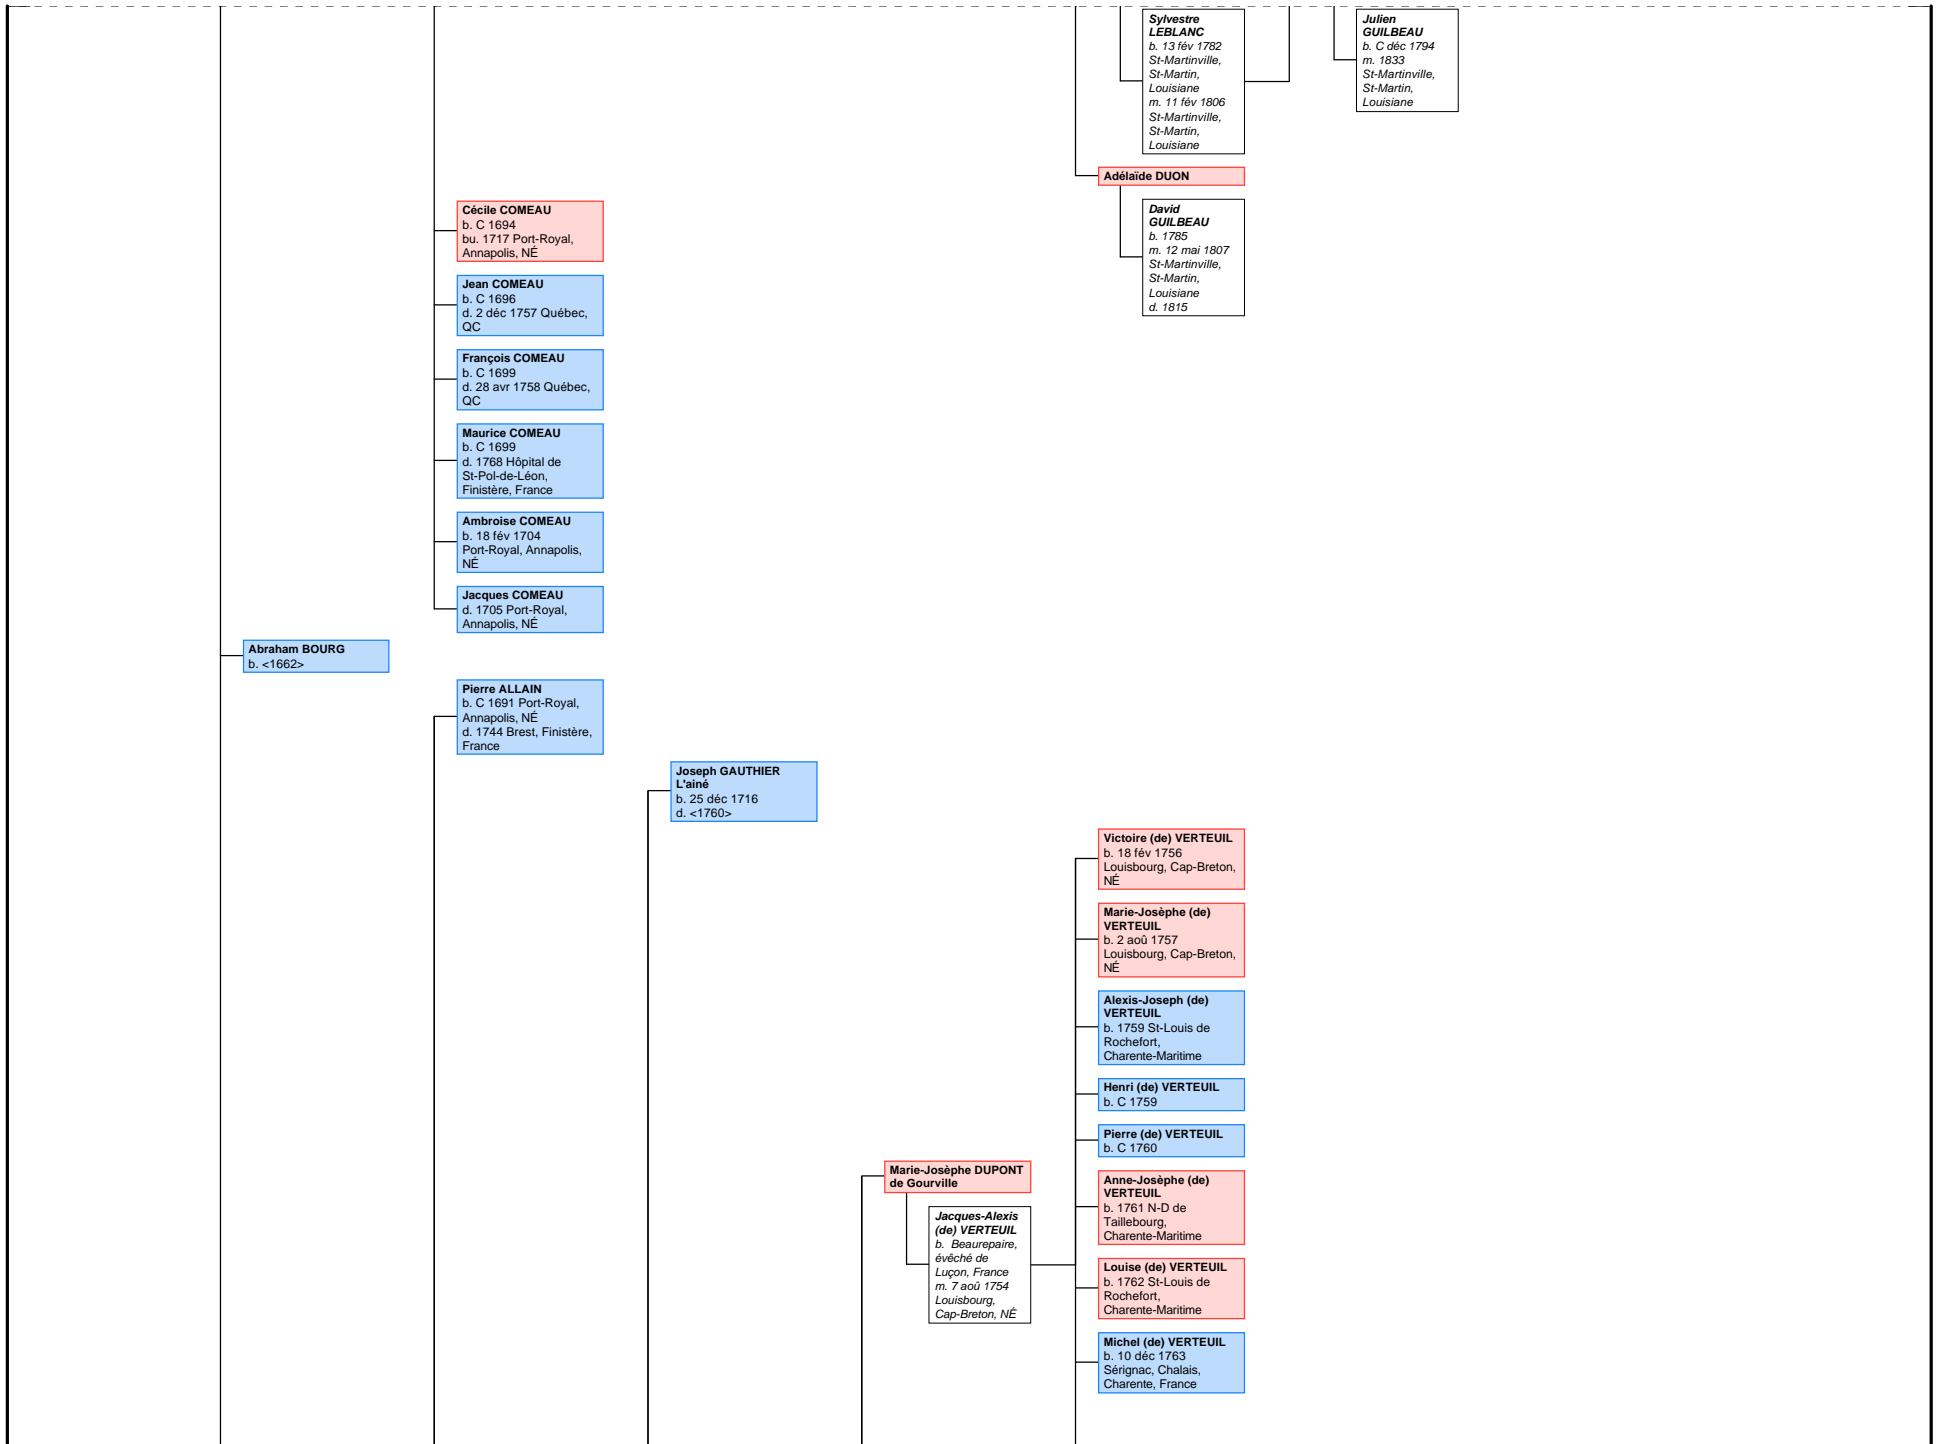 Sylvestre
LEBLANC
b. 13 fév 1782
St-Martinville,
St-Martin,
Louisiane
m. 11 fév 1806
St-Martinville,
St-Martin,
Louisiane
Julien
GUILBEAU
b. C déc 1794
m. 1833
St-Martinville,
St-Martin,
Louisiane
Adélaïde DUON
David
GUILBEAU
b. 1785
m. 12 mai 1807
St-Martinville,
St-Martin,
Louisiane
d. 1815
Cécile COMEAU
b. C 1694
bu. 1717 Port-Royal,
Annapolis, NÉ
Jean COMEAU
b. C 1696
d. 2 déc 1757 Québec,
QC
François COMEAU
b. C 1699
d. 28 avr 1758 Québec,
QC
Maurice COMEAU
b. C 1699
d. 1768 Hôpital de
St-Pol-de-Léon,
Finistère, France
Ambroise COMEAU
b. 18 fév 1704
Port-Royal, Annapolis,
NÉ
Jacques COMEAU
d. 1705 Port-Royal,
Annapolis, NÉ
Abraham BOURG
b. <1662>
Pierre ALLAIN
b. C 1691 Port-Royal,
Annapolis, NÉ
d. 1744 Brest, Finistère,
France
Joseph GAUTHIER
L'ainé
b. 25 déc 1716
d. <1760>
Victoire (de) VERTEUIL
b. 18 fév 1756
Louisbourg, Cap-Breton,
NÉ
Marie-Josèphe (de)
VERTEUIL
b. 2 aoû 1757
Louisbourg, Cap-Breton,
NÉ
Alexis-Joseph (de)
VERTEUIL
b. 1759 St-Louis de
Rochefort,
Charente-Maritime
Henri (de) VERTEUIL
b. C 1759
Pierre (de) VERTEUIL
b. C 1760
Marie-Josèphe DUPONT
de Gourville
Jacques-Alexis
(de) VERTEUIL
b.  Beaurepaire,
évêché de
Luçon, France
m. 7 aoû 1754
Louisbourg,
Cap-Breton, NÉ
Anne-Josèphe (de)
VERTEUIL
b. 1761 N-D de
Taillebourg,
Charente-Maritime
Louise (de) VERTEUIL
b. 1762 St-Louis de
Rochefort,
Charente-Maritime
Michel (de) VERTEUIL
b. 10 déc 1763
Sérignac, Chalais,
Charente, France